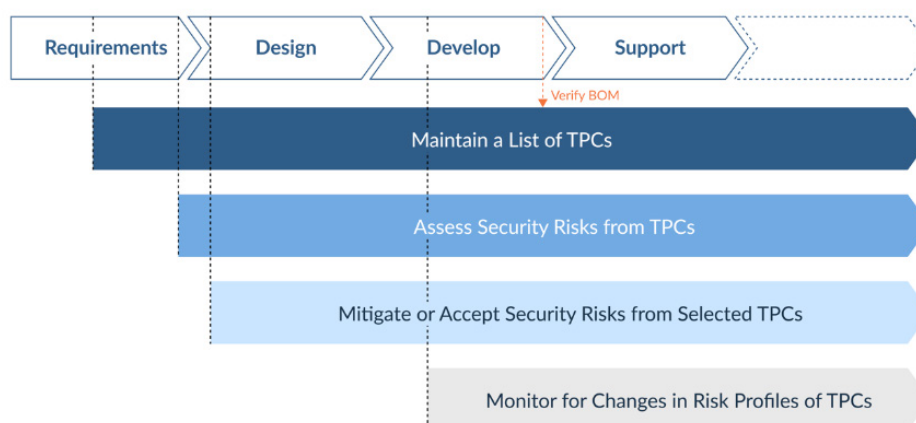 Requirements
Design
Develop
Support
Verify BOM
Maintain a List of TPCs
Assess Security Risks from TPCs
Mitigate or Accept Security Risks from Selected TPCs
Monitor for Changes in Risk Profiles of TPCs